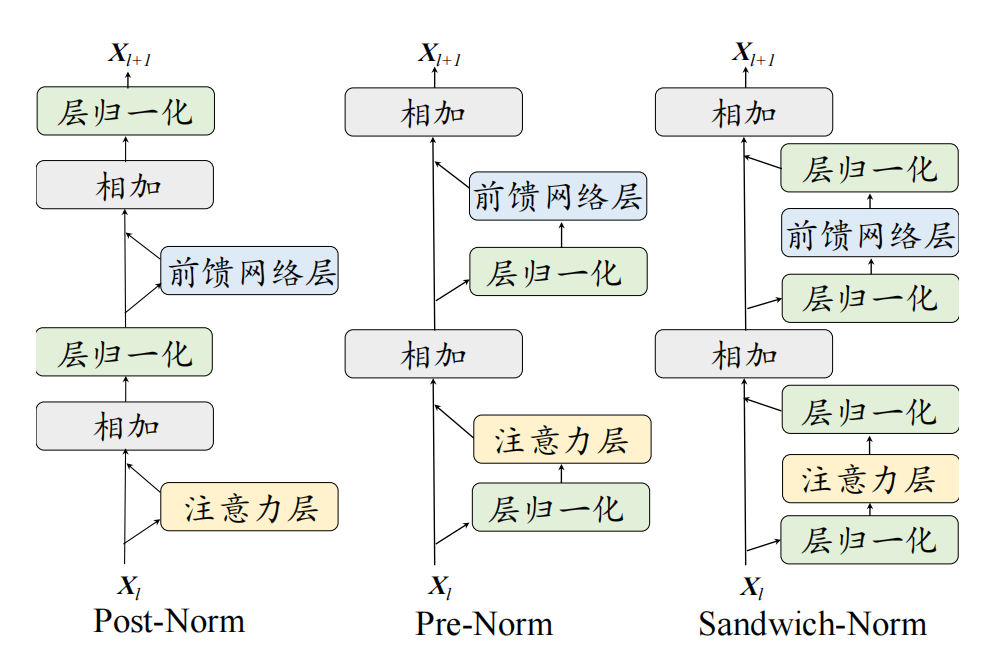 X_{l+1}
层归一化
相加
前馈网络层
层归一化
相加
注意力层
X_l
Post-Norm
X_{l+1}
相加
前馈网络层
层归一化
相加
注意力层
层归一化
X_l
Pre-Norm
X_{l+1}
相加
层归一化
前馈网络层
层归一化
相加
层归一化
注意力层
层归一化
X_l
Sandwich-Norm